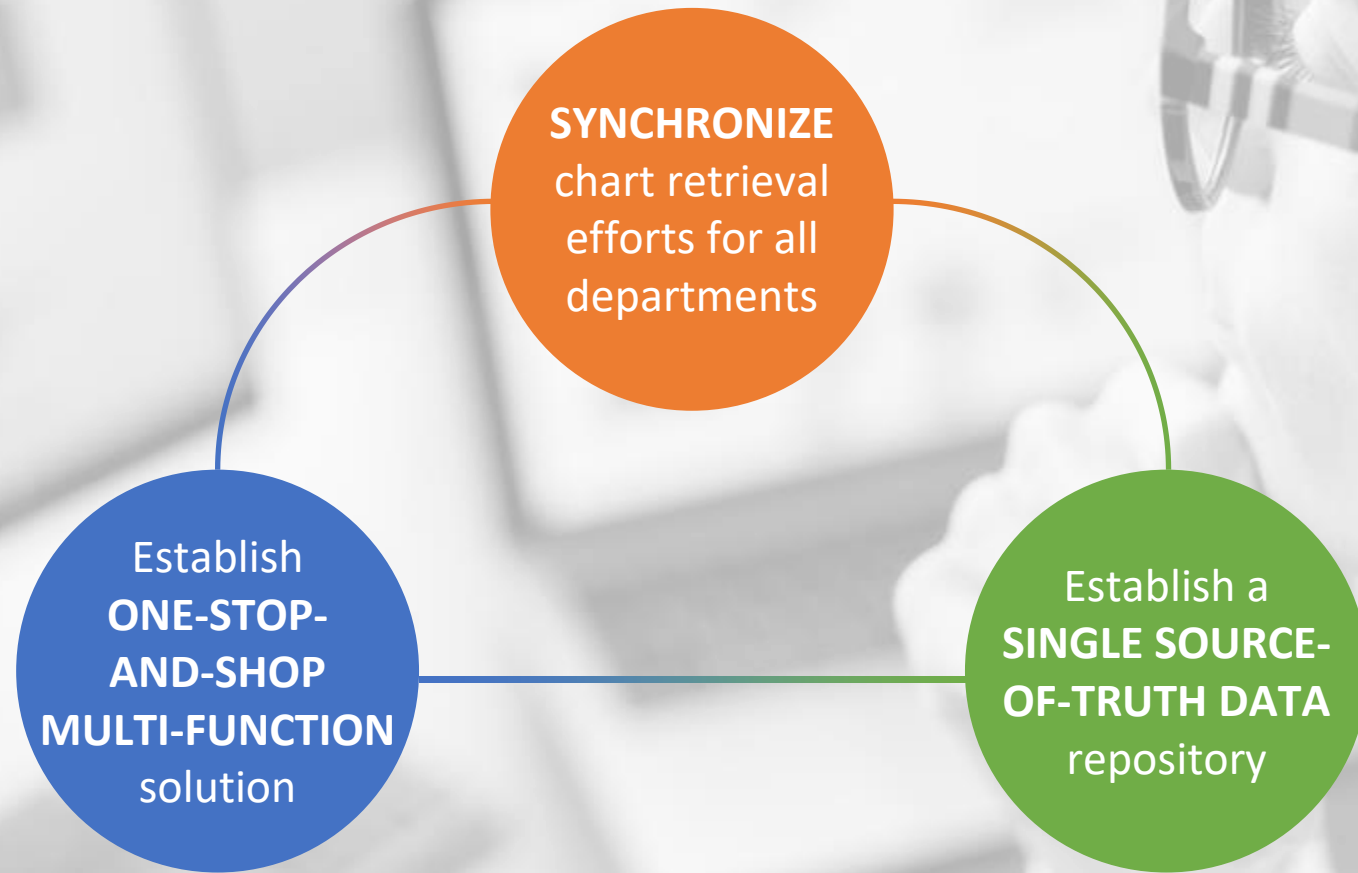 SYNCHRONIZE
chart retrieval
efforts for all
departments
Establish
ONE-STOP-
AND-SHOP
MULTI-FUNCTION
solution
Establish a
SINGLE SOURCE-
OF-TRUTH DATA
repository